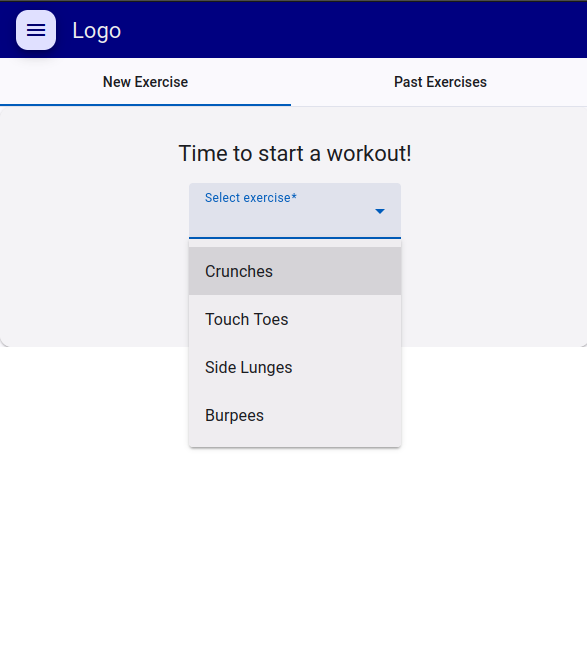 Logo
New Exercise
Past Exercises
Time to start a workout!
Select exercise*
Crunches
Touch Toes
Side Lunges
Burpees